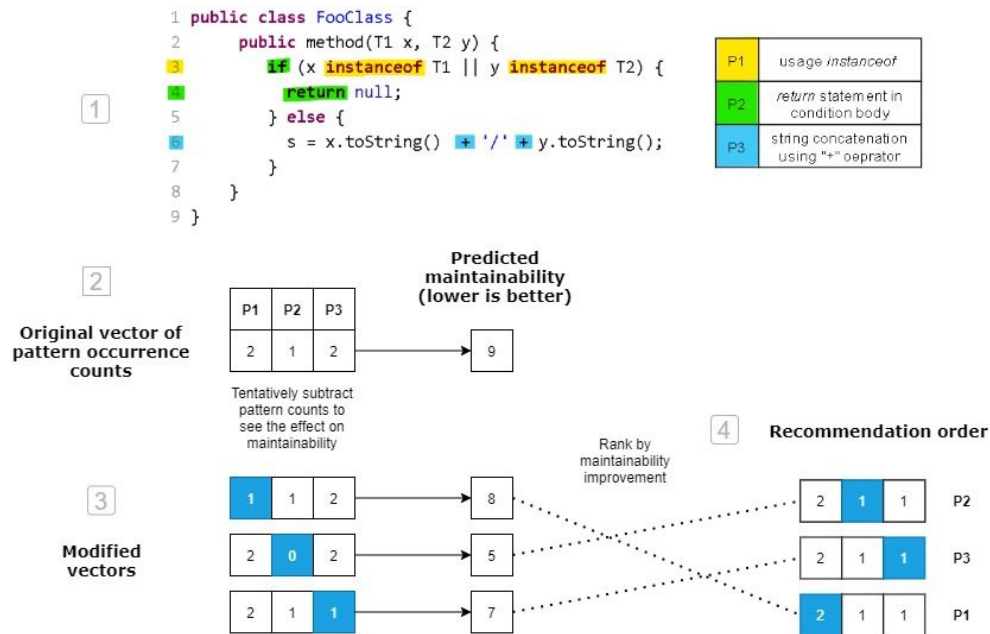 1 public class FooClass {
2 public method(T1 x, T2 y) {
3 if (x instanceof T1 || y instanceof T2) {
4 return null;
5 } else {
6 s = x.toString() + '/' + y.toString();
7 }
8 }
9 }
1
P1 usage instanceof
P2 return statement in
condition body
P3 string concatenation
using "+" oeprator
2
Original vector of
pattern occurrence
counts
P1 P2 P3
2 1 2
Predicted
maintainability
(lower is better)
9
Tentatively subtract
pattern counts to
see the effect on
maintainability
3
Modified
vectors
1 1 2 8
2 0 2 5
2 1 1 7
Rank by
maintainability
improvement
4 Recommendation order
2 1 1 P2
2 1 1 P3
2 1 1 P1